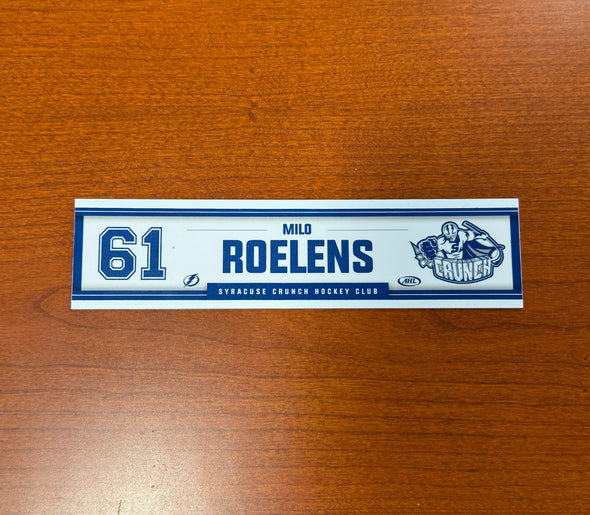 61
MILO
ROELENS
SYRACUSE CRUNCH HOCKEY CLUB
AHL
S
CRUNCH